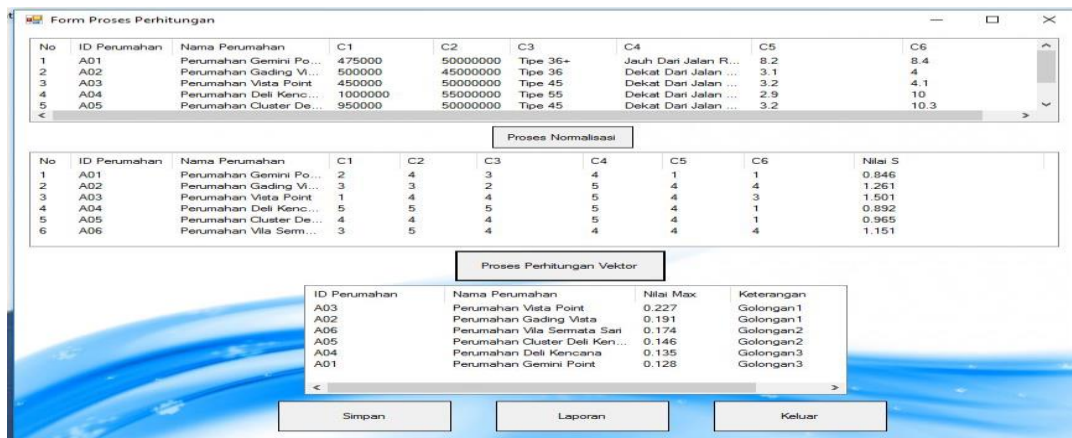 Form Proses Perhitungan
No ID Perumahan Nama Perumahan C1 C2 C3 C4 C5 C6
1 A01 Perumahan Gemini Po... 475000 50000000 Tipe 36+ Jauh Dari Jalan R... 8.2 8.4
2 A02 Perumahan Gading Vi... 500000 45000000 Tipe 36 Dekat Dari Jalan ... 3.1 4
3 A03 Perumahan Vista Point 450000 50000000 Tipe 45 Dekat Dari Jalan ... 3.2 4.1
4 A04 Perumahan Deli Kenc... 1000000 55000000 Tipe 55 Dekat Dari Jalan ... 2.9 10
5 A05 Perumahan Cluster De... 950000 50000000 Tipe 45 Dekat Dari Jalan ... 3.2 10.3
Proses Normalisasi
No ID Perumahan Nama Perumahan C1 C2 C3 C4 C5 C6 Nilai S
1 A01 Perumahan Gemini Po... 2 4 3 4 1 1 0.846
2 A02 Perumahan Gading Vi... 3 3 2 5 4 4 1.261
3 A03 Perumahan Vista Point 1 4 4 5 4 3 1.501
4 A04 Perumahan Deli Kenc... 5 5 5 5 4 1 0.892
5 A05 Perumahan Cluster De... 4 4 4 5 4 1 0.965
6 A06 Perumahan Vila Serm... 3 5 4 4 4 4 1.151
Proses Perhitungan Vektor
ID Perumahan Nama Perumahan Nilai Max Keterangan
A03 Perumahan Vista Point 0.227 Golongan1
A02 Perumahan Gading Vista 0.191 Golongan1
A06 Perumahan Vila Sermata Sari 0.174 Golongan2
A05 Perumahan Cluster Deli Ken... 0.146 Golongan2
A04 Perumahan Deli Kencana 0.135 Golongan3
A01 Perumahan Gemini Point 0.128 Golongan3
Simpan Laporan Keluar